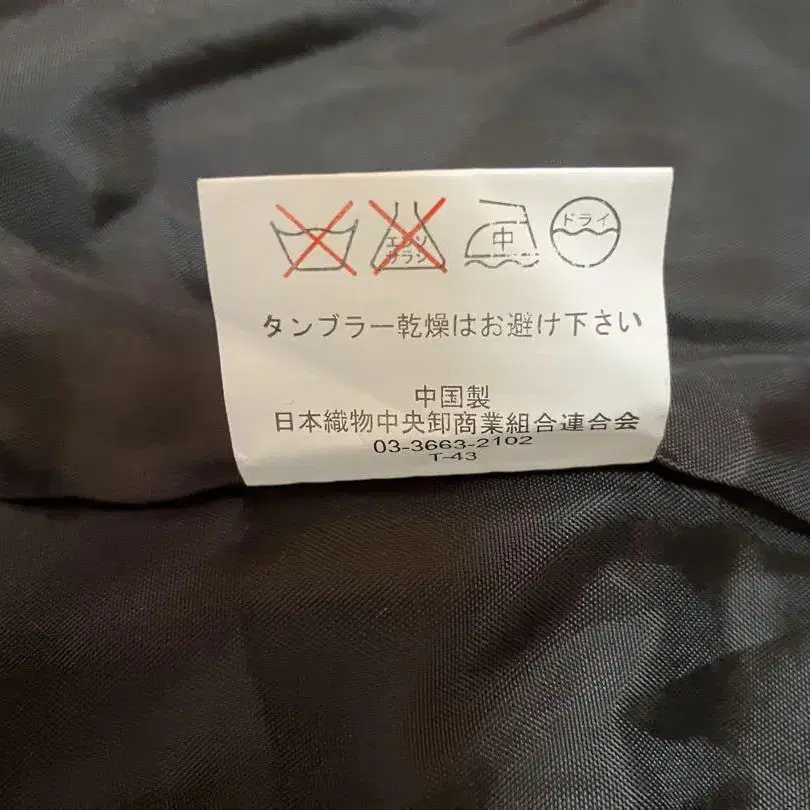 エンソ
サラシ
中
ドライ
タンブラー乾燥はお避け下さい
中国製
日本織物中央卸商業組合連合会
03-3663-2102
T-43